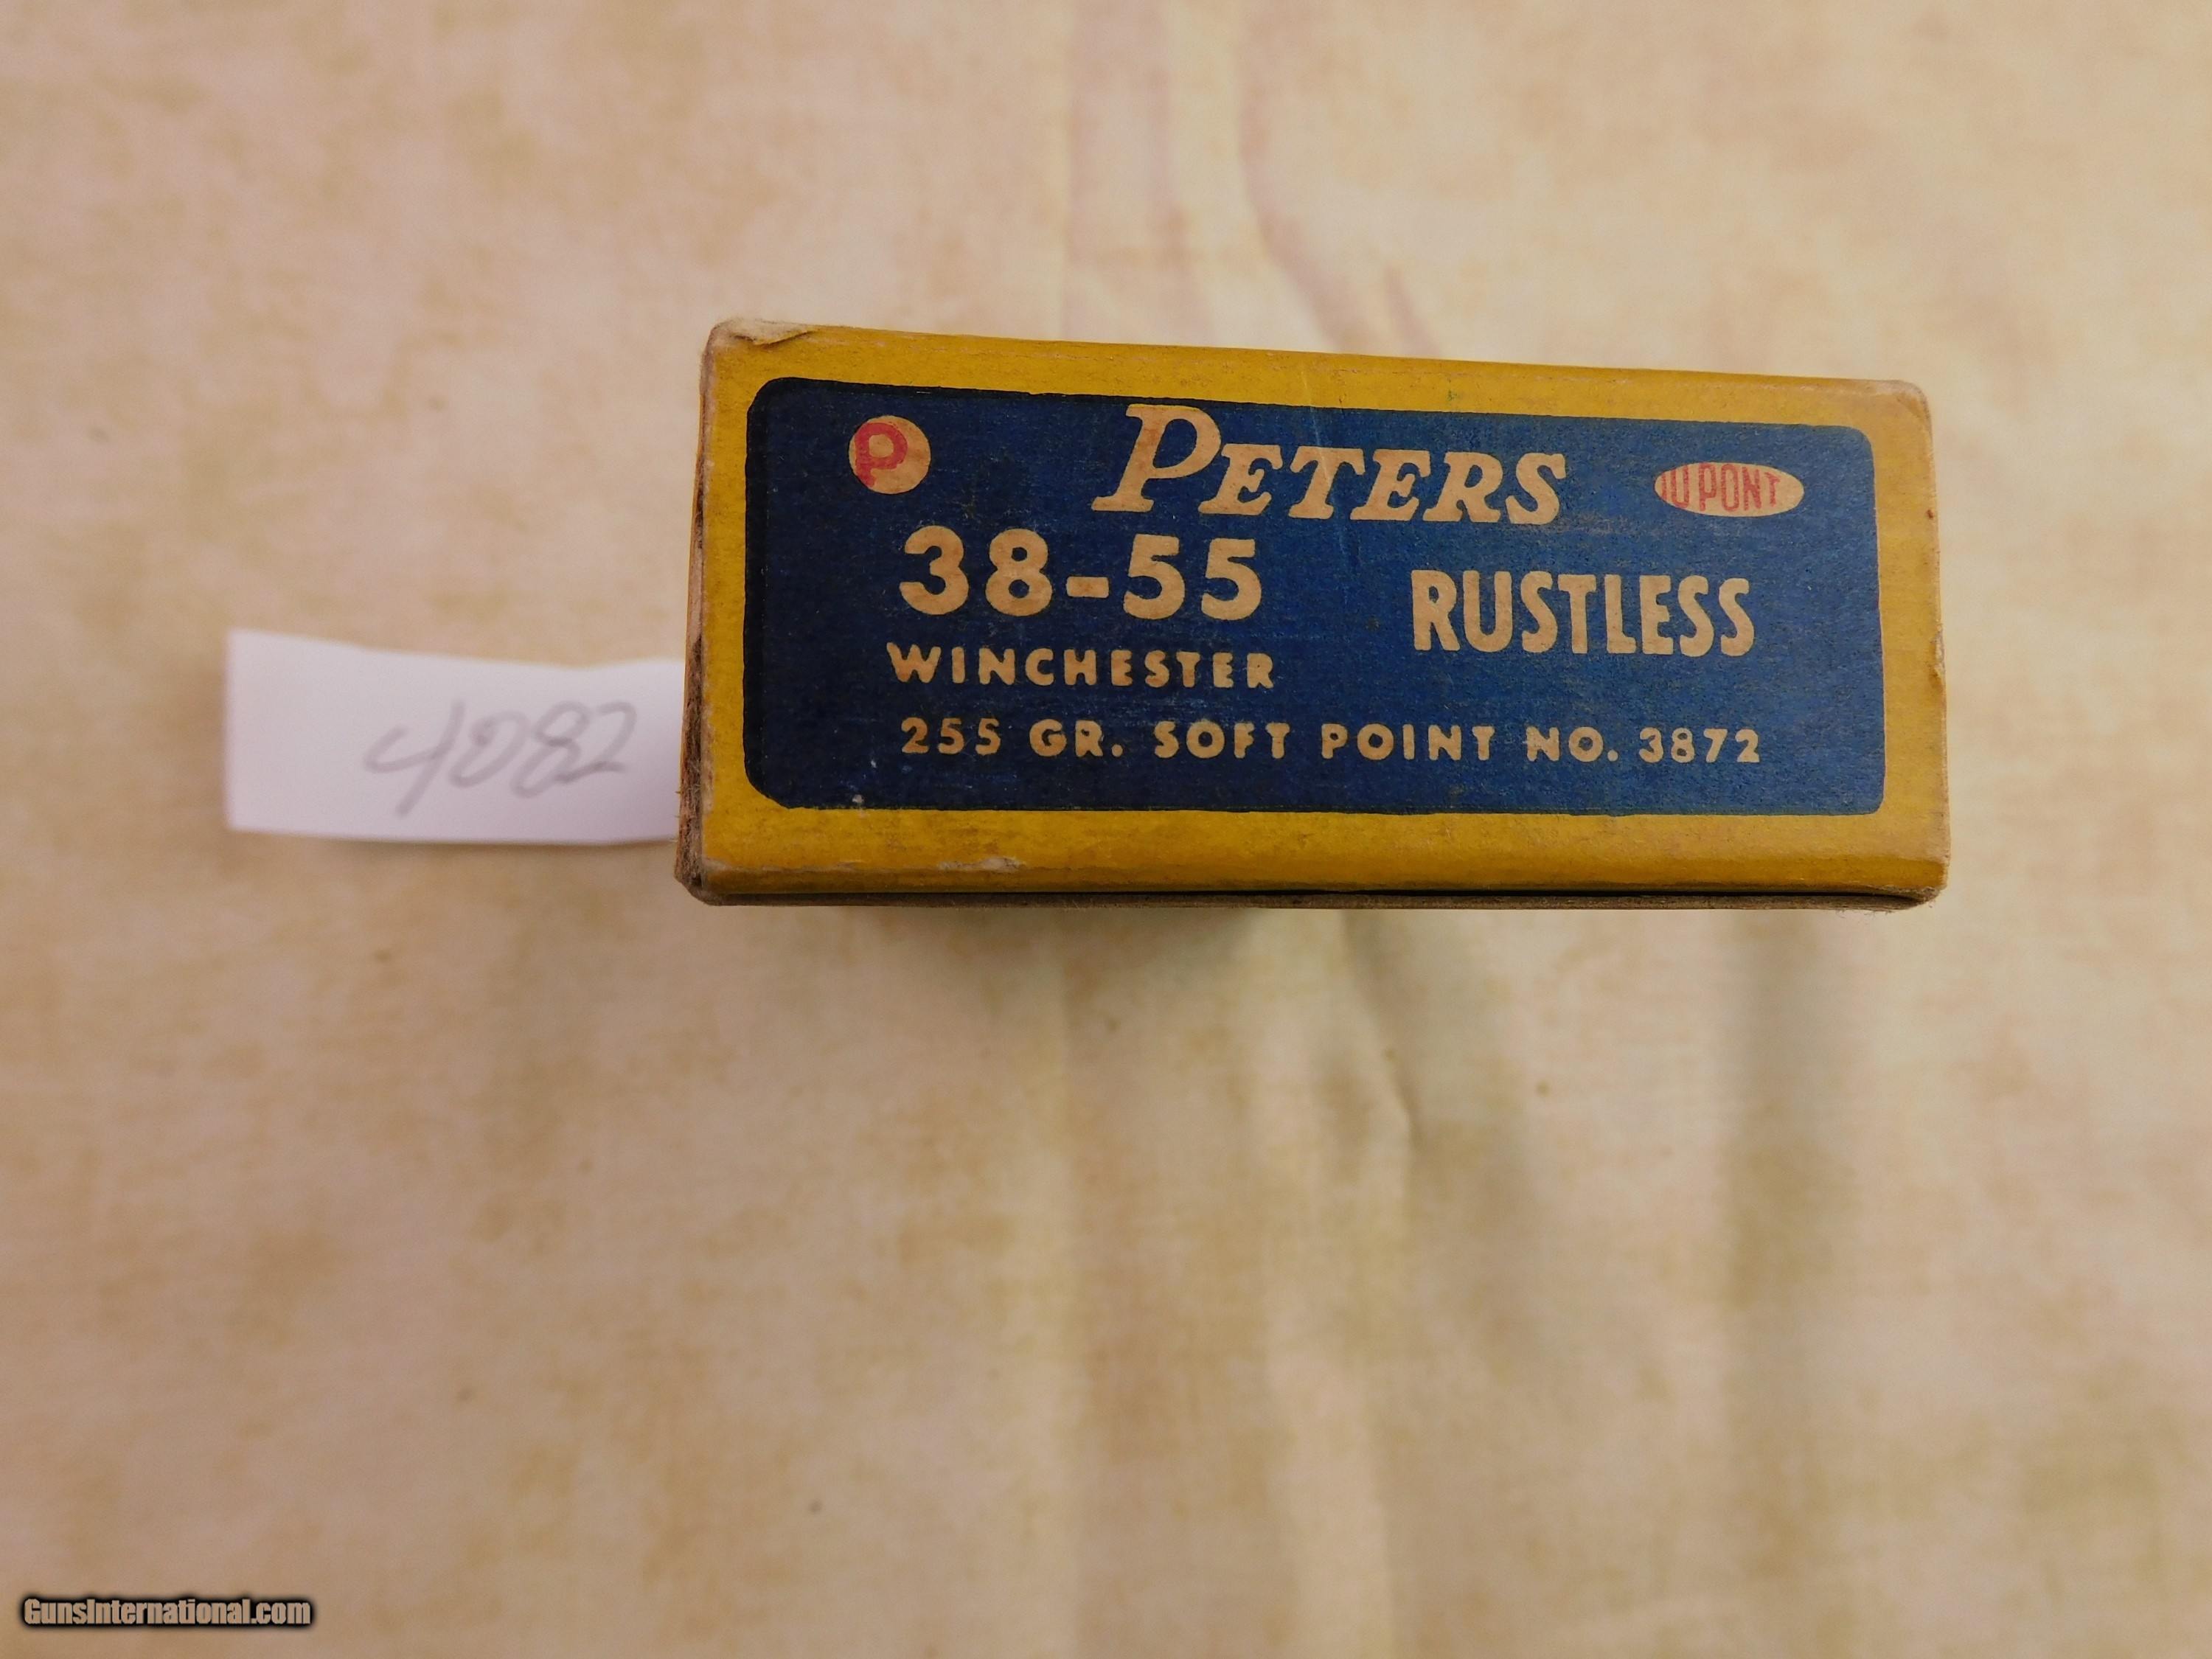 P
PETERS
DU PONT
38-55
RUSTLESS
WINCHESTER
255 GR. SOFT POINT NO. 3872
4082
GunsInternational.com